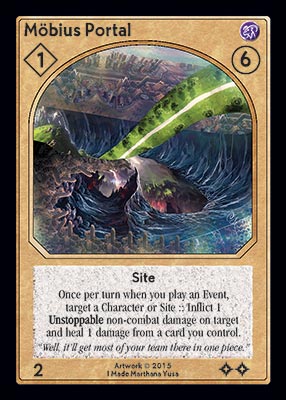 Möbius Portal
1
6
Site
Once per turn when you play an Event,
target a Character or Site :: Inflict 1
Unstoppable non-combat damage on target
and heal 1 damage from a card you control.
"Well, it'll get most of your team there in one piece."
Artwork © 2015
2
I Made Marthana Yusa